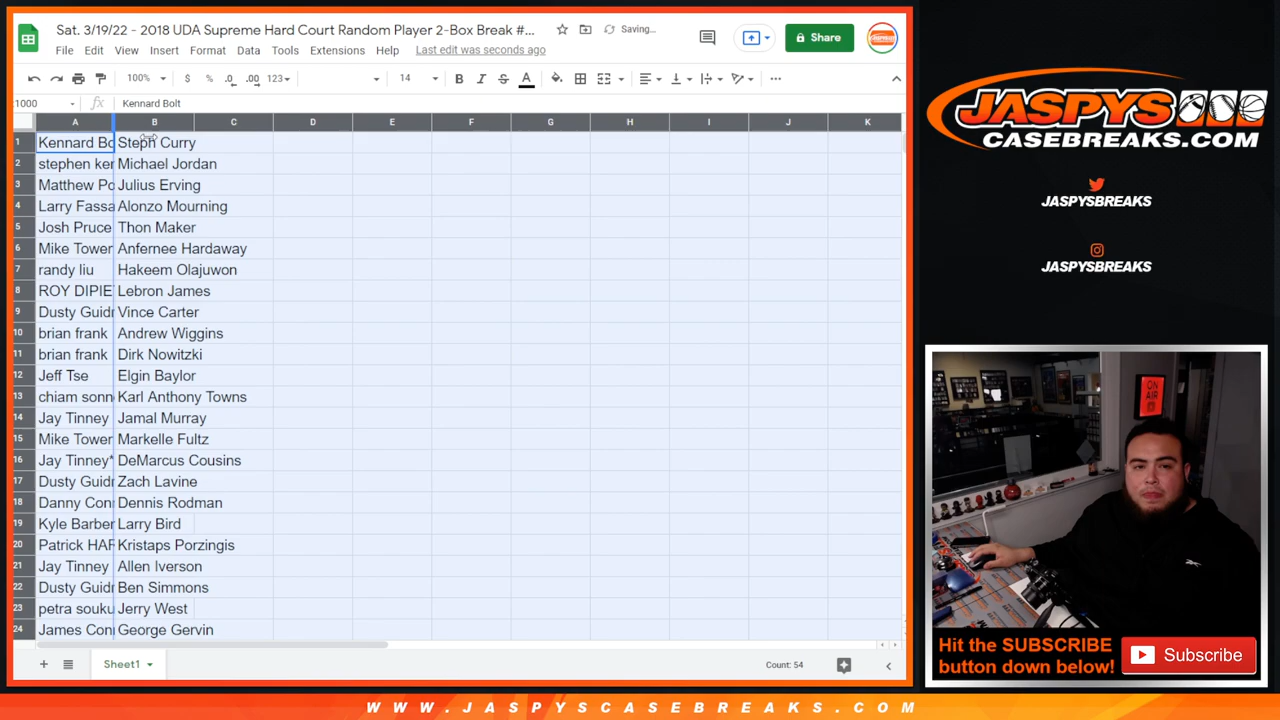 Sat. 3/19/22 - 2018 UDA Supreme Hard Court Random Player 2-Box Break #...
Saving...
Share
File Edit View Insert Format Data Tools Extensions Help Last edit was seconds ago
100% $ % .0 .00 123 14 B I S A
1000 fx Kennard Bolt
A B C D E F G H I J K
1 Kennard Bo Steph Curry
2 stephen ker Michael Jordan
3 Matthew Po Julius Erving
4 Larry Fassa Alonzo Mourning
5 Josh Pruce Thon Maker
6 Mike Tower Anfernee Hardaway
7 randy liu Hakeem Olajuwon
8 ROY DIPIE Lebron James
9 Dusty Guidr Vince Carter
10 brian frank Andrew Wiggins
11 brian frank Dirk Nowitzki
12 Jeff Tse Elgin Baylor
13 chiam sonn Karl Anthony Towns
14 Jay Tinney Jamal Murray
15 Mike Tower Markelle Fultz
16 Jay Tinney* DeMarcus Cousins
17 Dusty Guidr Zach Lavine
18 Danny Conr Dennis Rodman
19 Kyle Barber Larry Bird
20 Patrick HAR Kristaps Porzingis
21 Jay Tinney Allen Iverson
22 Dusty Guidr Ben Simmons
23 petra souku Jerry West
24 James Conr George Gervin
Sheet1
Count: 54
JASPYS
CASEBREAKS.COM
JASPYSBREAKS
JASPYSBREAKS
ON AIR
Hit the SUBSCRIBE
button down below!
Subscribe
WWW.JASPYSCASEBREAKS.COM